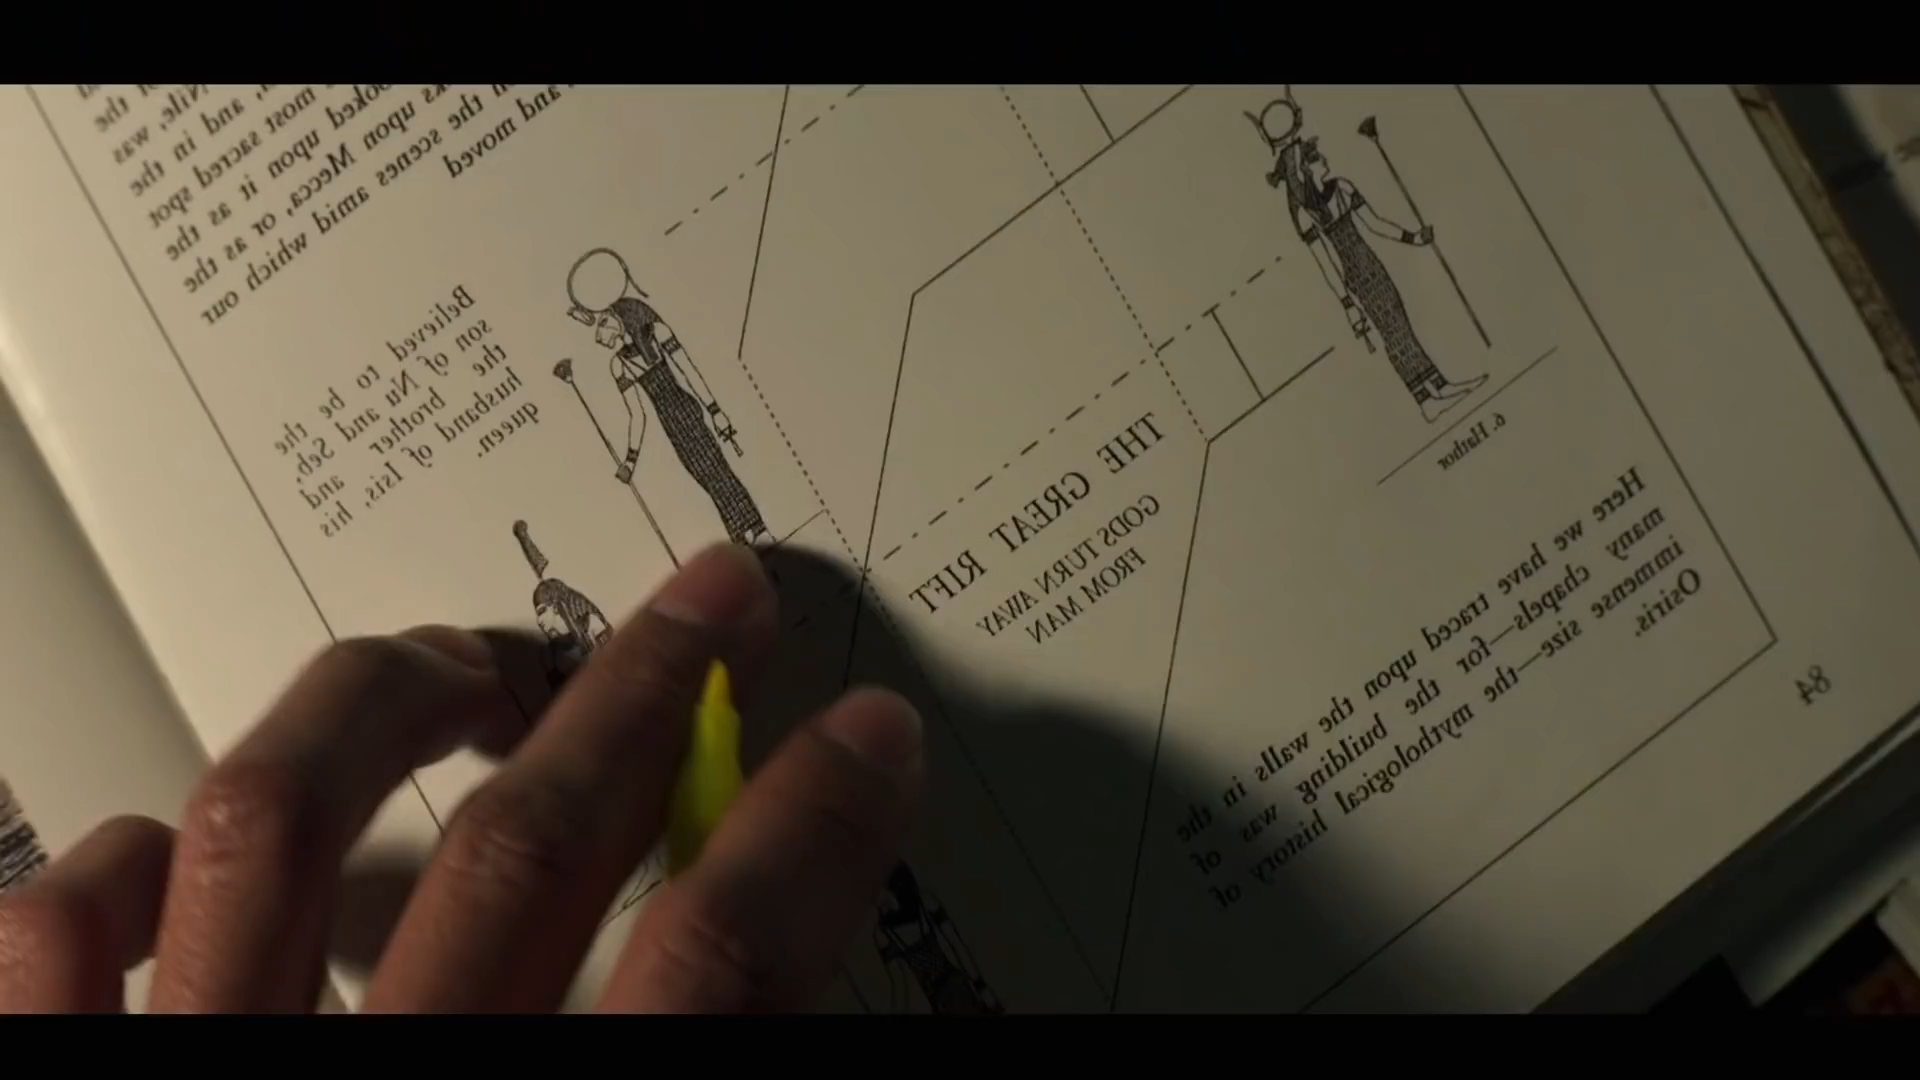 of the
Nile, was
, and in the
most sacred spot
upon it as the
upon Mecca, or as the
the scenes amid which our
and moved
Believed to be the
son of Nu and Seb,
the brother and
husband of Isis, his
queen.
6. Hathor
THE GREAT RIFT
GODS TURN AWAY
FROM MAN
Here we have traced upon the walls in the
many chapels—for the building was of
immense size—the mythological history of
Osiris.
84